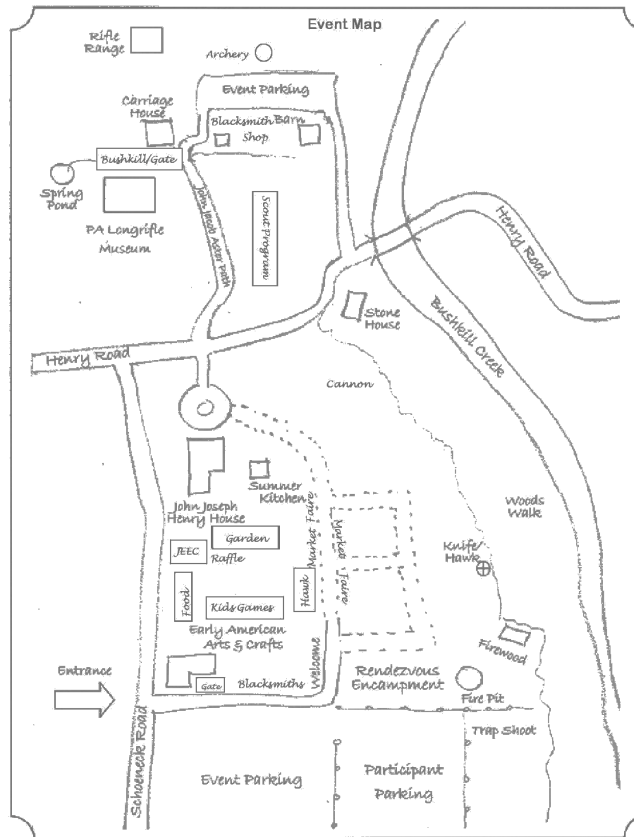 Event Map
Rifle
Range
Archery
Event Parking
Carriage
House
Blacksmith
Shop
Barn
Bushkill/Gate
Spring
Pond
PA Longrifle
Museum
John Jacob Astor Path
Scout Program
Henry Road
Stone
House
Bushkill Creek
Henry Road
Cannon
Summer
Kitchen
Woods
Walk
John Joseph
Henry House
Market Faire
Market Faire
Garden
JEEC
Raffle
Knife/
Hawk
Food
Hawk
Kids Games
Early American
Arts & Crafts
Firewood
Welcome
Entrance
Gate
Blacksmiths
Rendezvous
Encampment
Fire Pit
Trap Shoot
Schoeneck Road
Event Parking
Participant
Parking